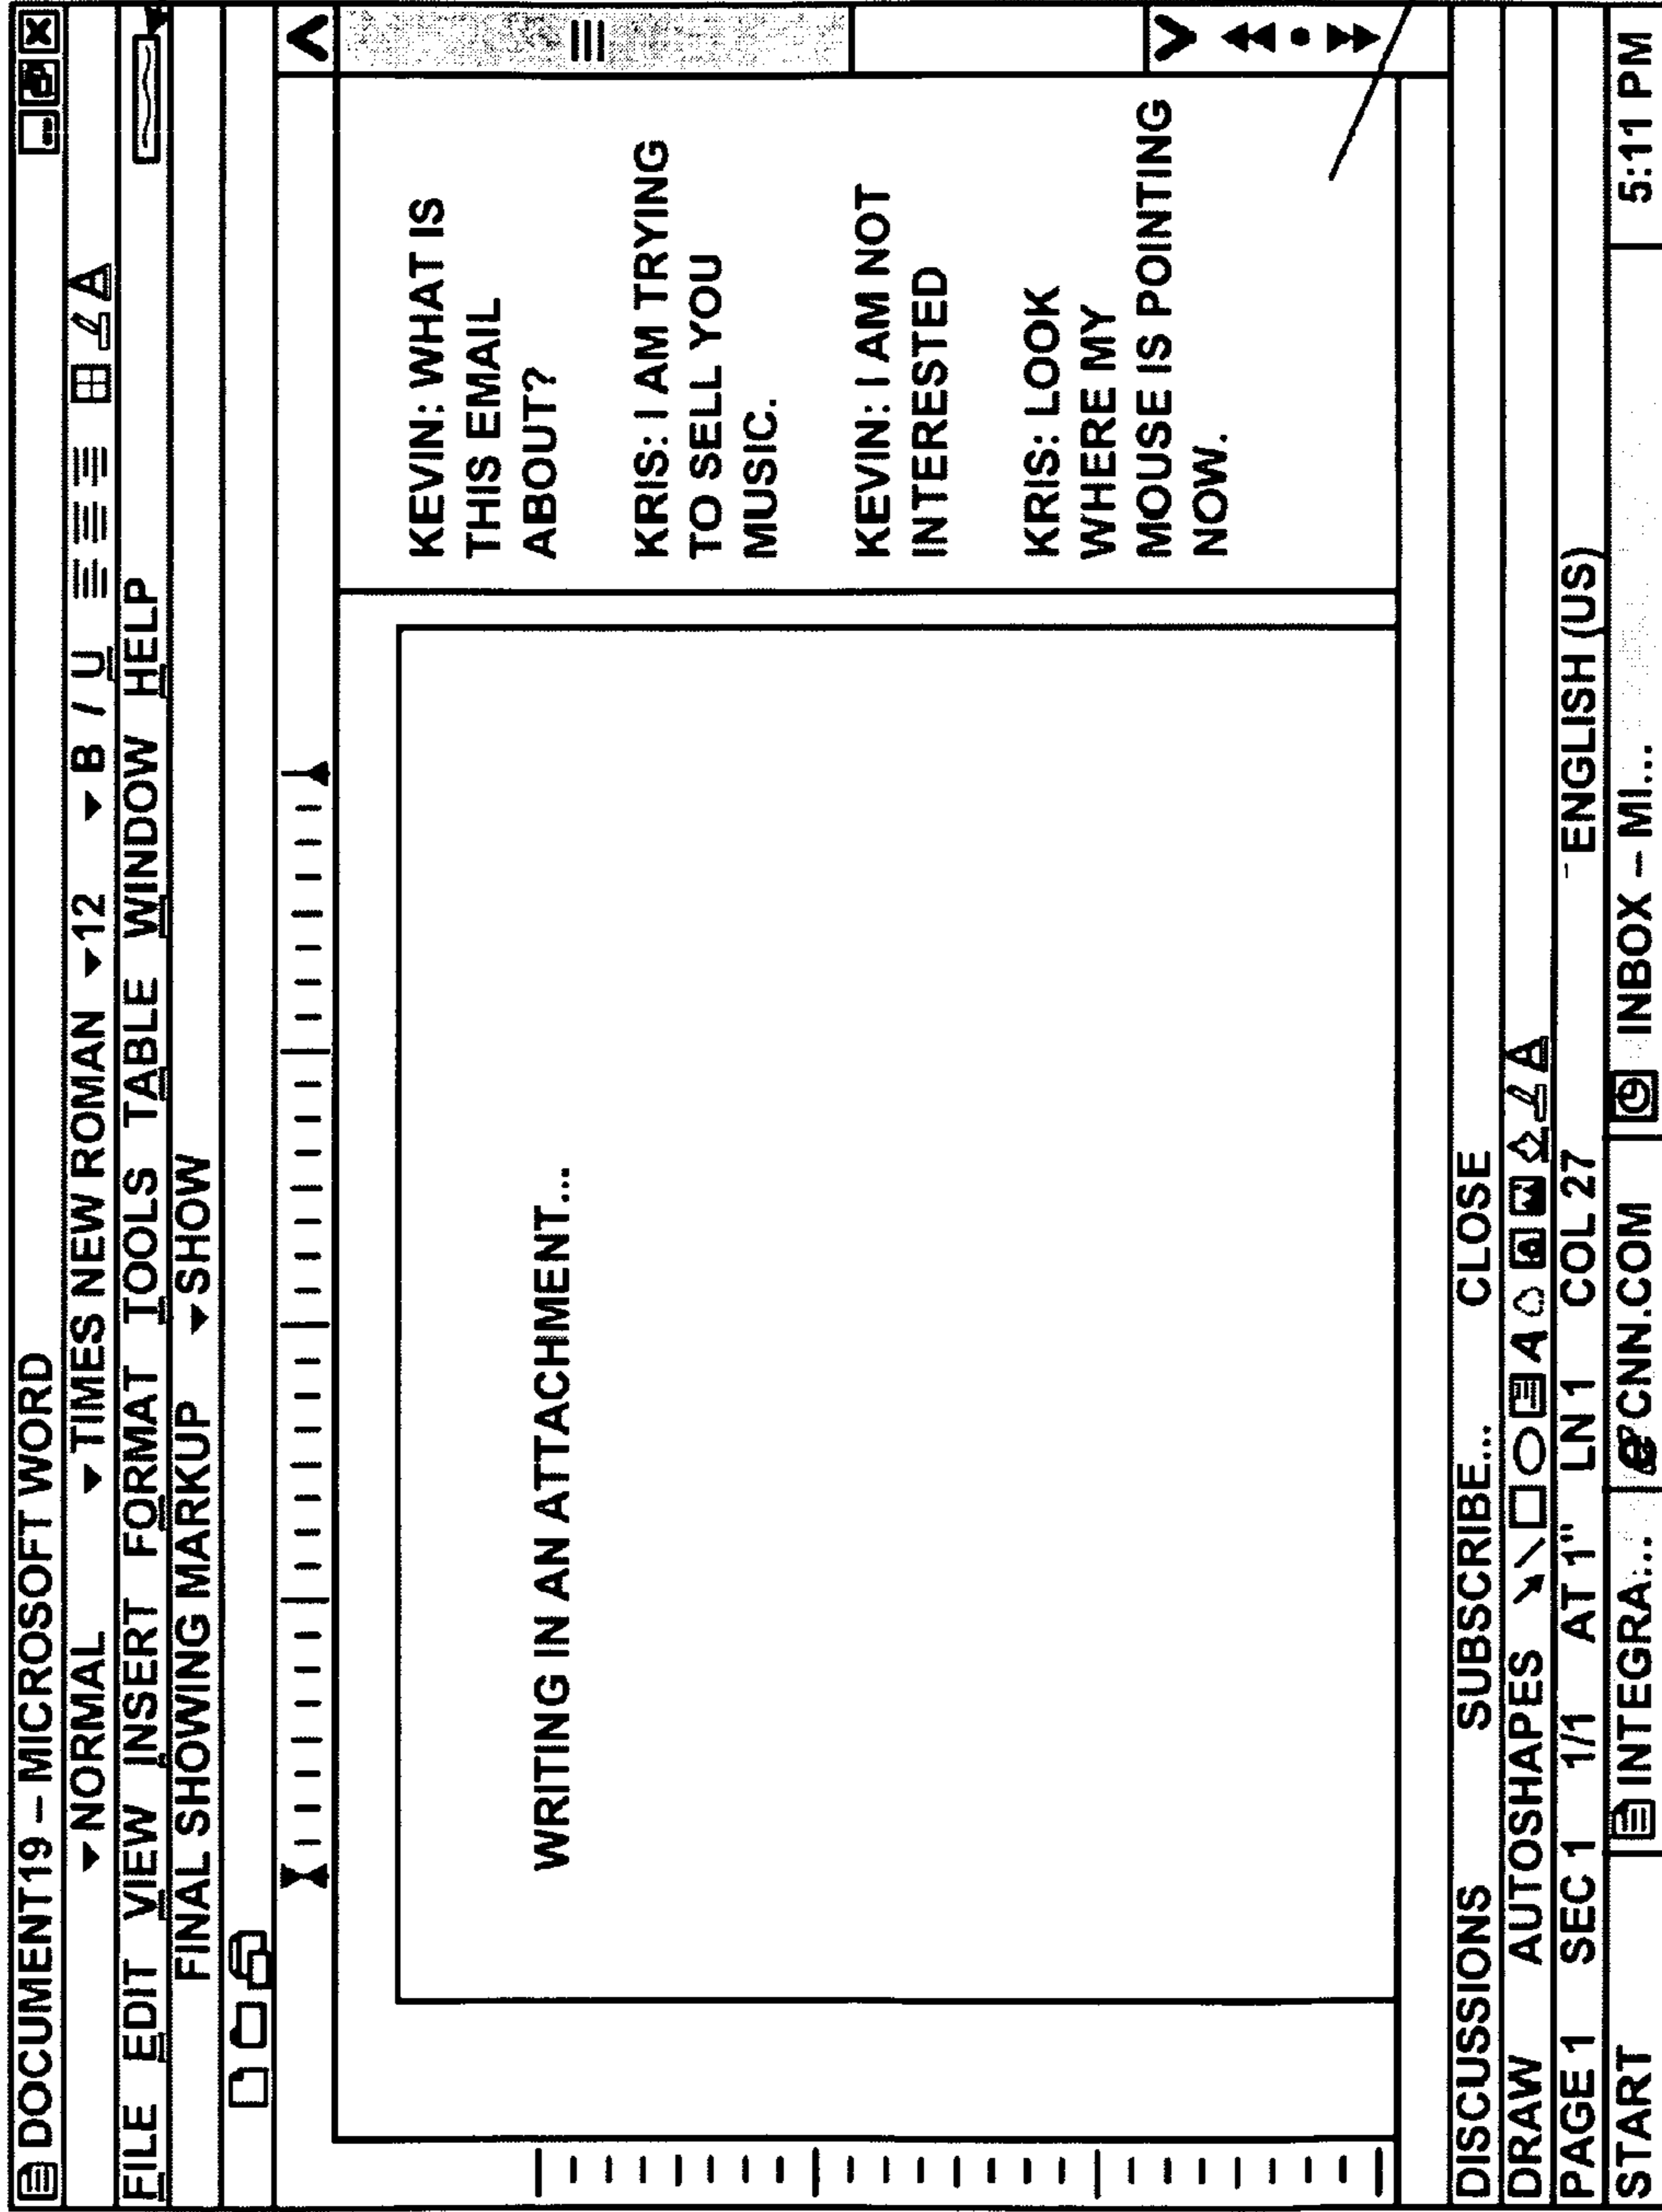 DOCUMENT19 – MICROSOFT WORD
NORMAL TIMES NEW ROMAN 12 B / U A
FILE EDIT VIEW INSERT FORMAT TOOLS TABLE WINDOW HELP
FINAL SHOWING MARKUP SHOW
WRITING IN AN ATTACHMENT...
KEVIN: WHAT IS
THIS EMAIL
ABOUT?
KRIS: I AM TRYING
TO SELL YOU
MUSIC.
KEVIN: I AM NOT
INTERESTED
KRIS: LOOK
WHERE MY
MOUSE IS POINTING
NOW.
DISCUSSIONS SUBSCRIBE... CLOSE
DRAW AUTOSHAPES A A
PAGE 1 SEC 1 1/1 AT 1" LN 1 COL 27 ENGLISH (US)
START INTEGRA... CNN.COM INBOX – MI... 5:11 PM